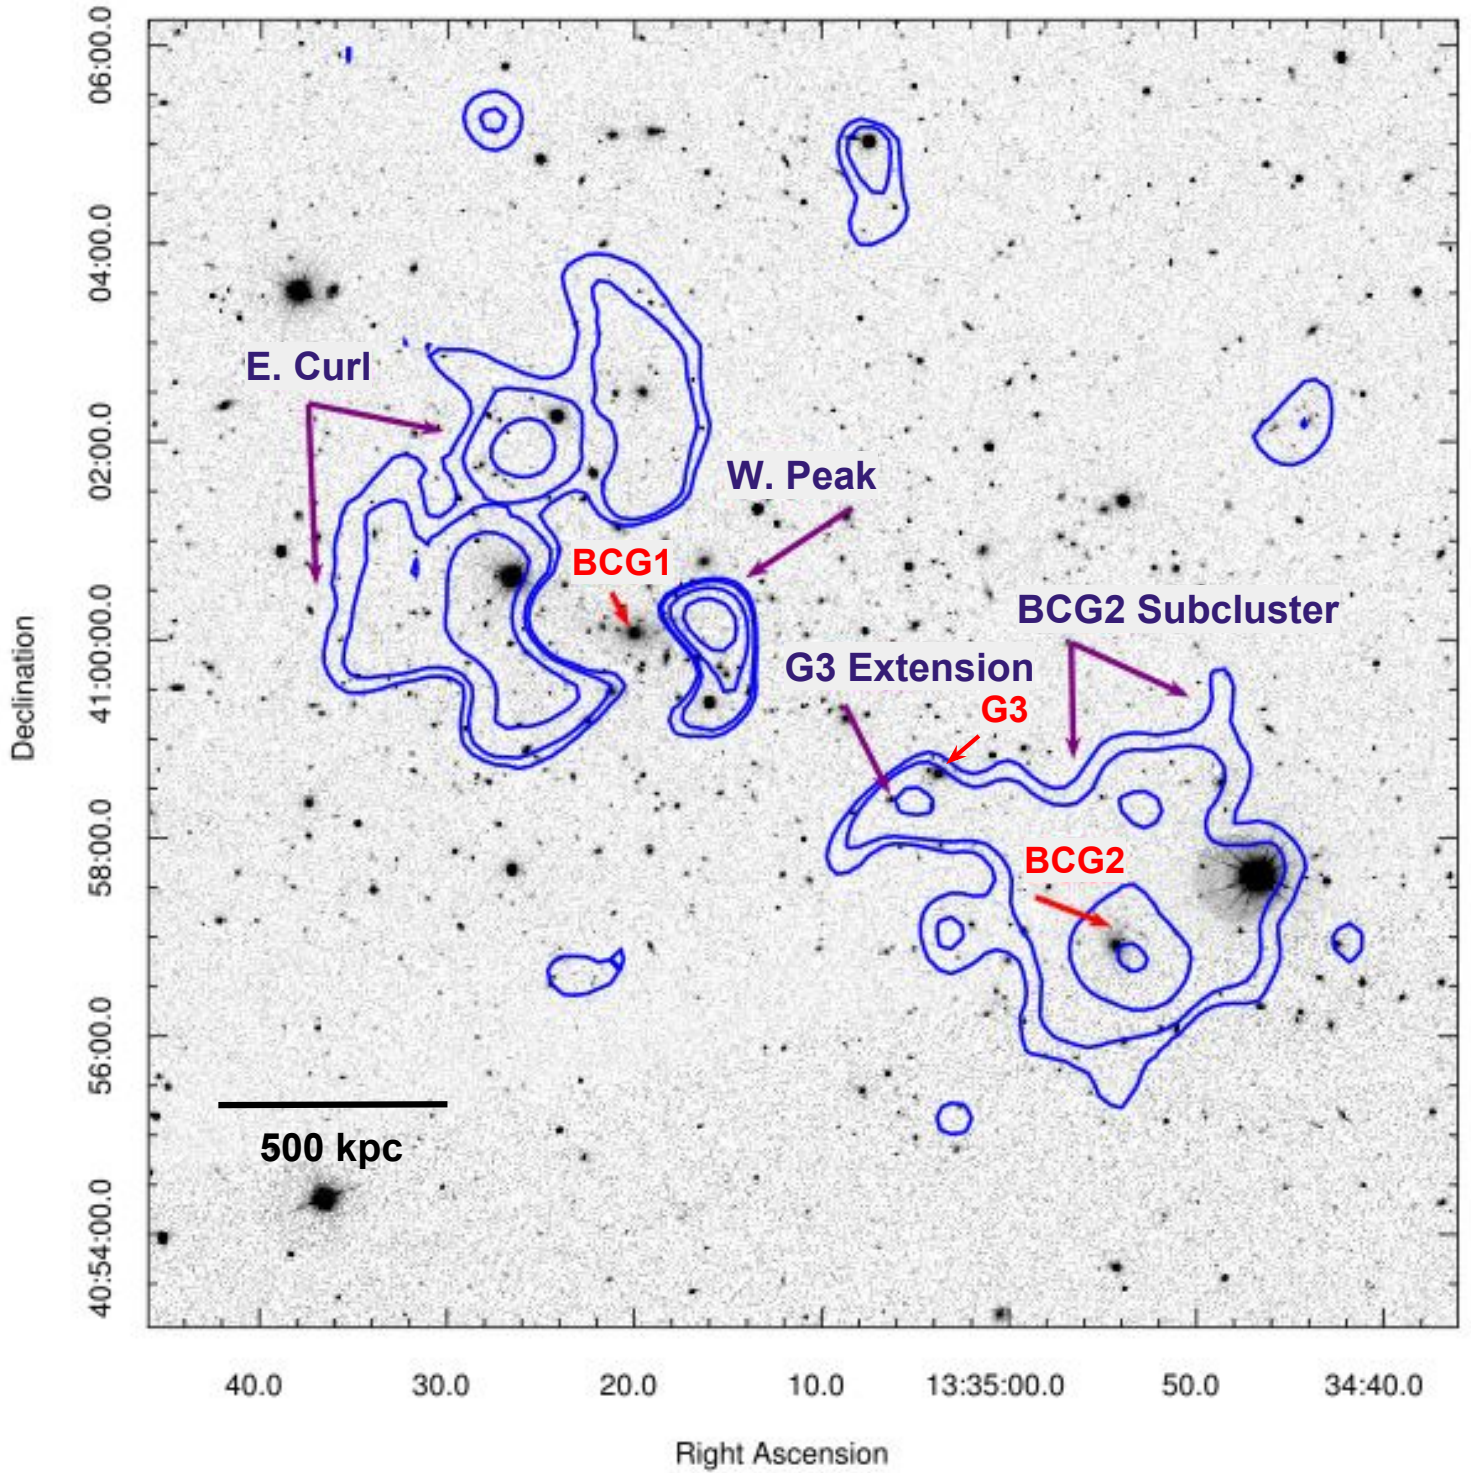 06:00.0
04:00.0
E. Curl
02:00.0
W. Peak
BCG1
BCG2 Subcluster
41:00:00.0
G3 Extension
G3
Declination
58:00.0
BCG2
56:00.0
500 kpc
40:54:00.0
40.0 30.0 20.0 10.0 13:35:00.0 50.0 34:40.0
Right Ascension